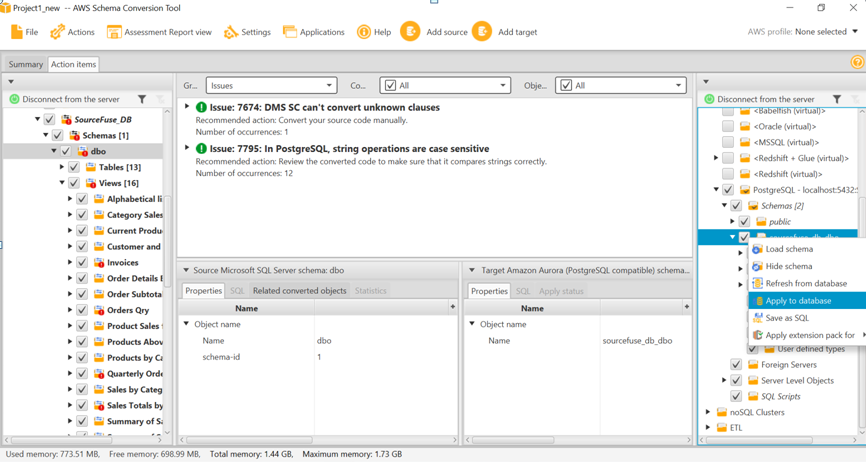 Project1_new -- AWS Schema Conversion Tool
File
Actions
Assessment Report view
Settings
Applications
Help
Add source
Add target
AWS profile: None selected
Summary
Action items
Disconnect from the server
SourceFuse_DB
Schemas [1]
dbo
Tables [13]
Views [16]
Alphabetical li
Category Sales
Current Produc
Customer and
Invoices
Order Details E
Order Subtota
Orders Qry
Product Sales
Products Abov
Products by Ca
Quarterly Orde
Sales by Categ
Sales Totals by
Summary of Sa
Gr...
Issues
Co...
All
Obje...
All
Issue: 7674: DMS SC can't convert unknown clauses
Recommended action: Convert your source code manually.
Number of occurrences: 1
Issue: 7795: In PostgreSQL, string operations are case sensitive
Recommended action: Review the converted code to make sure that it compares strings correctly.
Number of occurrences: 12
Source Microsoft SQL Server schema: dbo
Properties
SQL
Related converted objects
Statistics
Name
+
Object name
Name
dbo
schema-id
1
Target Amazon Aurora (PostgreSQL compatible) schema...
Properties
SQL
Apply status
Name
+
Object name
Name
sourcefuse_db_dbo
Disconnect from the server
<Babelfish (virtual)>
<Oracle (virtual)>
<MSSQL (virtual)>
<Redshift + Glue (virtual)>
<Redshift (virtual)>
PostgreSQL - localhost:5432:
Schemas [2]
public
Load schema
Hide schema
Refresh from database
Apply to database
Save as SQL
Apply extension pack for
User defined types
Foreign Servers
Server Level Objects
SQL Scripts
noSQL Clusters
ETL
Used memory: 773.51 MB, Free memory: 698.99 MB, Total memory: 1.44 GB, Maximum memory: 1.73 GB